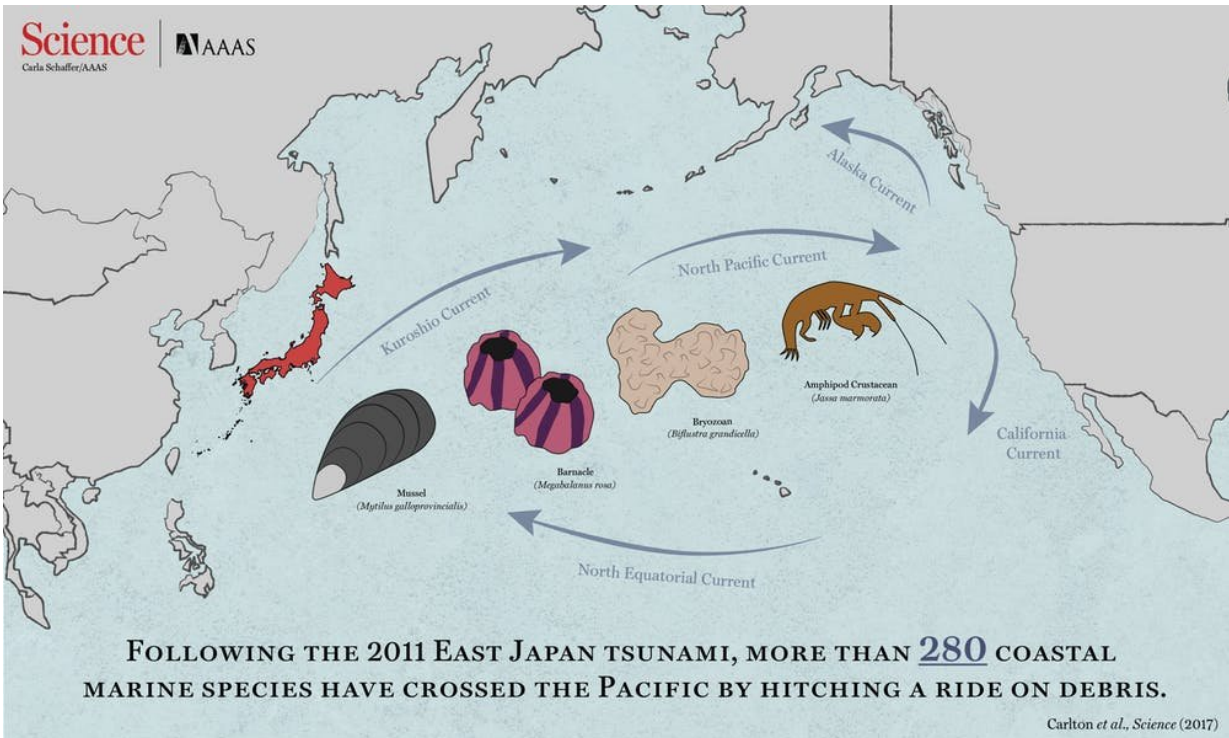 Science
AAAS
Carla Schaffer/AAAS
Alaska Current
North Pacific Current
Kuroshio Current
Amphipod Crustacean
(Jassa marmorata)
Bryozoan
(Biflustra grandicella)
California
Current
Barnacle
(Megabalanus rosa)
Mussel
(Mytilus galloprovincialis)
North Equatorial Current
Following the 2011 East Japan tsunami, more than 280 coastal
marine species have crossed the Pacific by hitching a ride on debris.
Carlton et al., Science (2017)